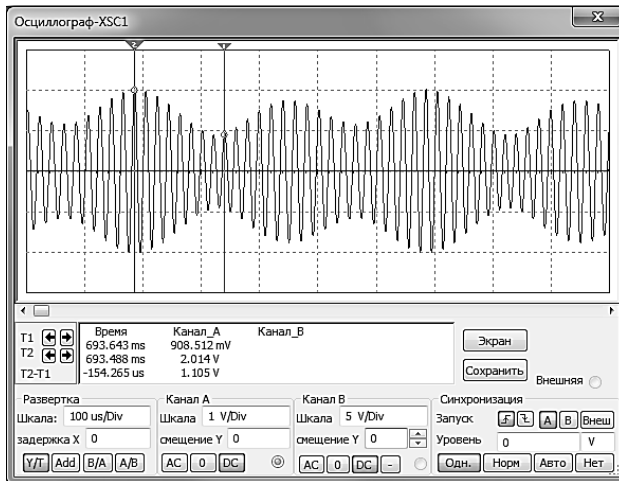 Осциллограф-XSC1
x
2 1
T1
T2
T2-T1
Время Канал_A Канал_B
693.643 ms 908.512 mV
693.488 ms 2.014 V
-154.265 us 1.105 V
Экран
Сохранить
Внешняя
Развертка
Шкала: 100 us/Div
задержка X 0
Y/T Add B/A A/B
Канал A
Шкала 1 V/Div
смещение Y 0
AC 0 DC
Канал B
Шкала 5 V/Div
смещение Y 0
AC 0 DC -
Синхронизация
Запуск A B Внеш
Уровень 0 V
Одн. Норм Авто Нет